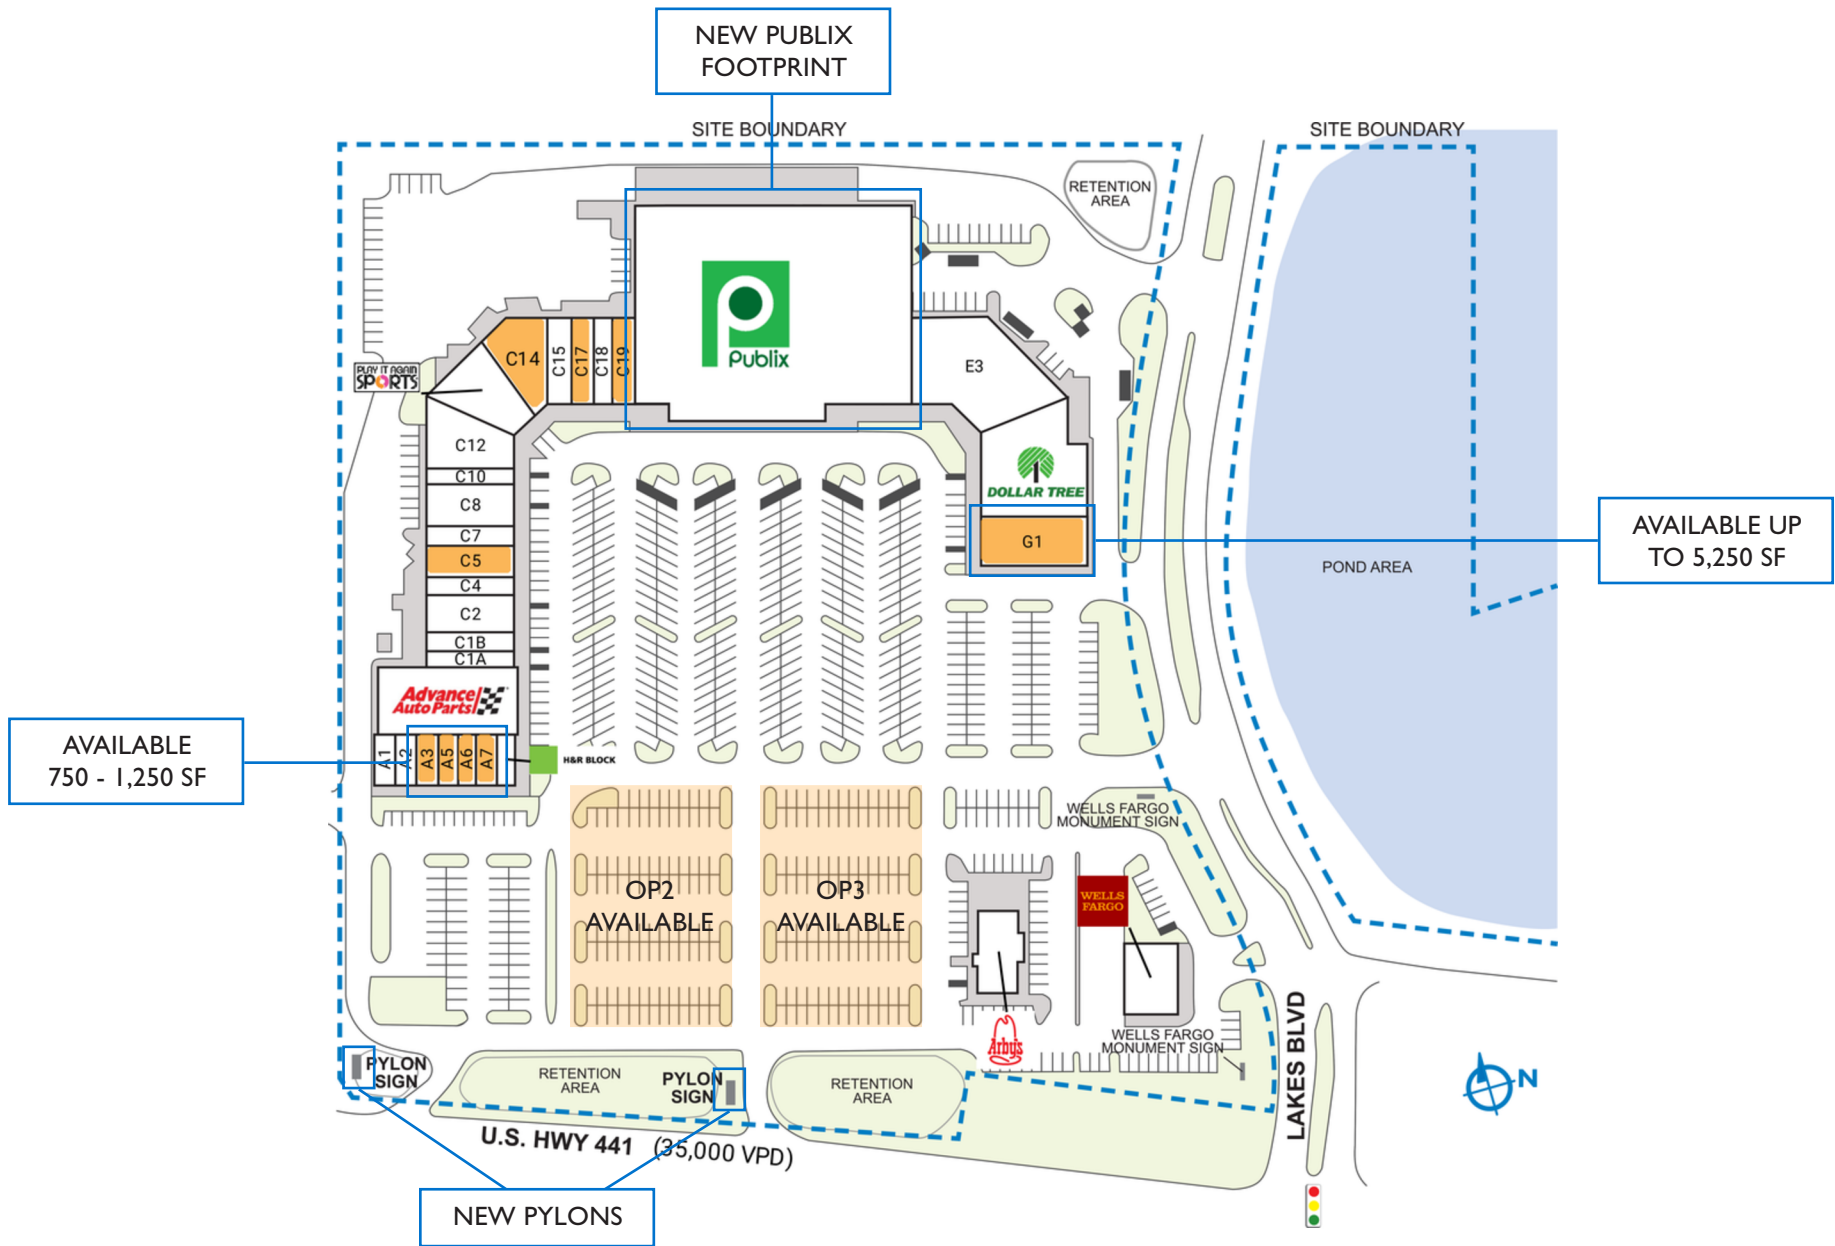 NEW PUBLIX
FOOTPRINT
SITE BOUNDARY
SITE BOUNDARY
RETENTION
AREA
Publix
PLAY IT AGAIN
SPORTS
C14
C15
C17
C18
C19
E3
C12
C10
C8
C7
C5
C4
C2
C1B
C1A
DOLLAR TREE
G1
AVAILABLE UP
TO 5,250 SF
POND AREA
Advance
Auto Parts
AVAILABLE
750 - 1,250 SF
A1
A2
A3
A5
A6
A7
H&R BLOCK
WELLS FARGO
MONUMENT SIGN
OP2
AVAILABLE
OP3
AVAILABLE
WELLS
FARGO
Arby's
WELLS FARGO
MONUMENT SIGN
LAKES BLVD
PYLON
SIGN
RETENTION
AREA
PYLON
SIGN
RETENTION
AREA
N
U.S. HWY 441 (35,000 VPD)
NEW PYLONS